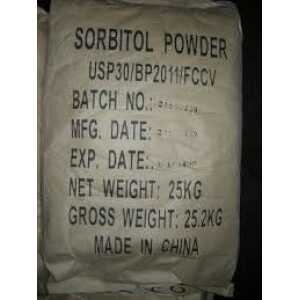 SORBITOL POWDER
USP30/BP2011/FCCV
BATCH NO.:
MFG. DATE:
EXP. DATE:
NET WEIGHT: 25KG
GROSS WEIGHT: 25.2KG
MADE IN CHINA